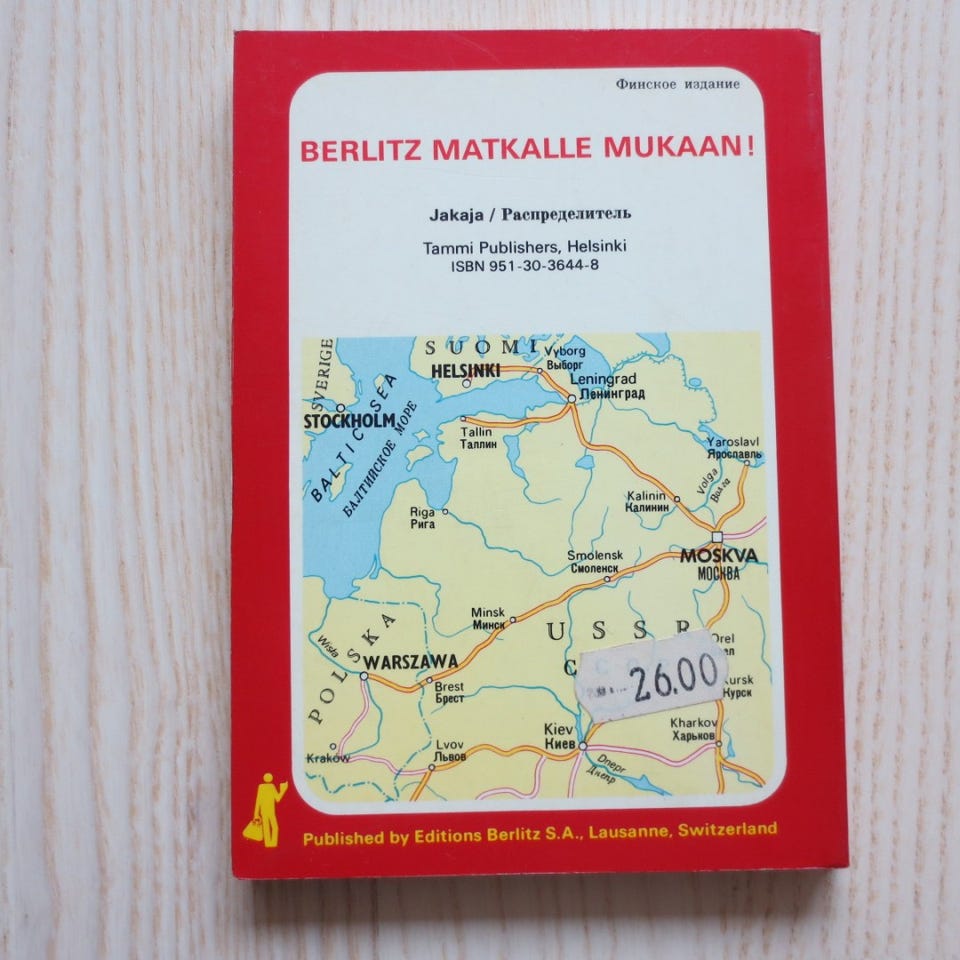 Финское издание
BERLITZ MATKALLE MUKAAN!
Jakaja / Распределитель
Tammi Publishers, Helsinki
ISBN 951-30-3644-8
SVERIGE
SUOMI
HELSINKI
Vyborg
Выборг
Leningrad
Ленинград
STOCKHOLM
BALTIC SEA
БАЛТИЙСКОЕ МОРЕ
Tallin
Таллин
Yaroslavl
Ярославль
Volga
Волга
Kalinin
Калинин
Riga
Рига
MOSKVA
МОСКВА
Smolensk
Смоленск
Minsk
Минск
USSR
POLSKA
Wisła
WARSZAWA
Brest
Брест
26.00
Курск
Kiev
Киев
Kharkov
Харьков
Kraków
Lvov
Львов
Dnepr
Днепр
Published by Editions Berlitz S.A., Lausanne, Switzerland